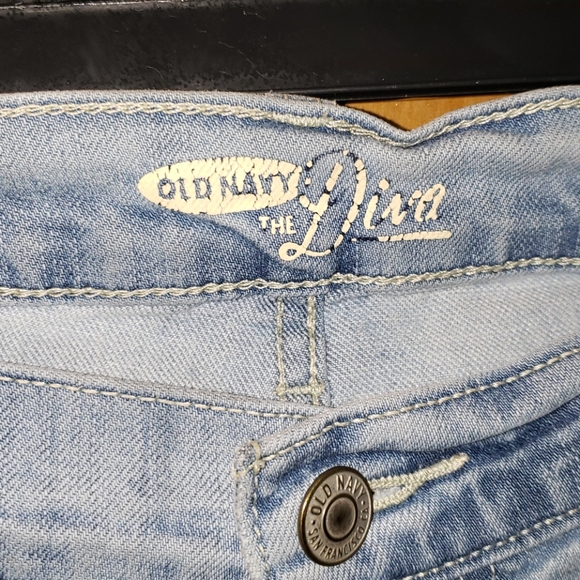 OLD NAVY
THE Diva
OLD NAVY
SAN FRANCISCO